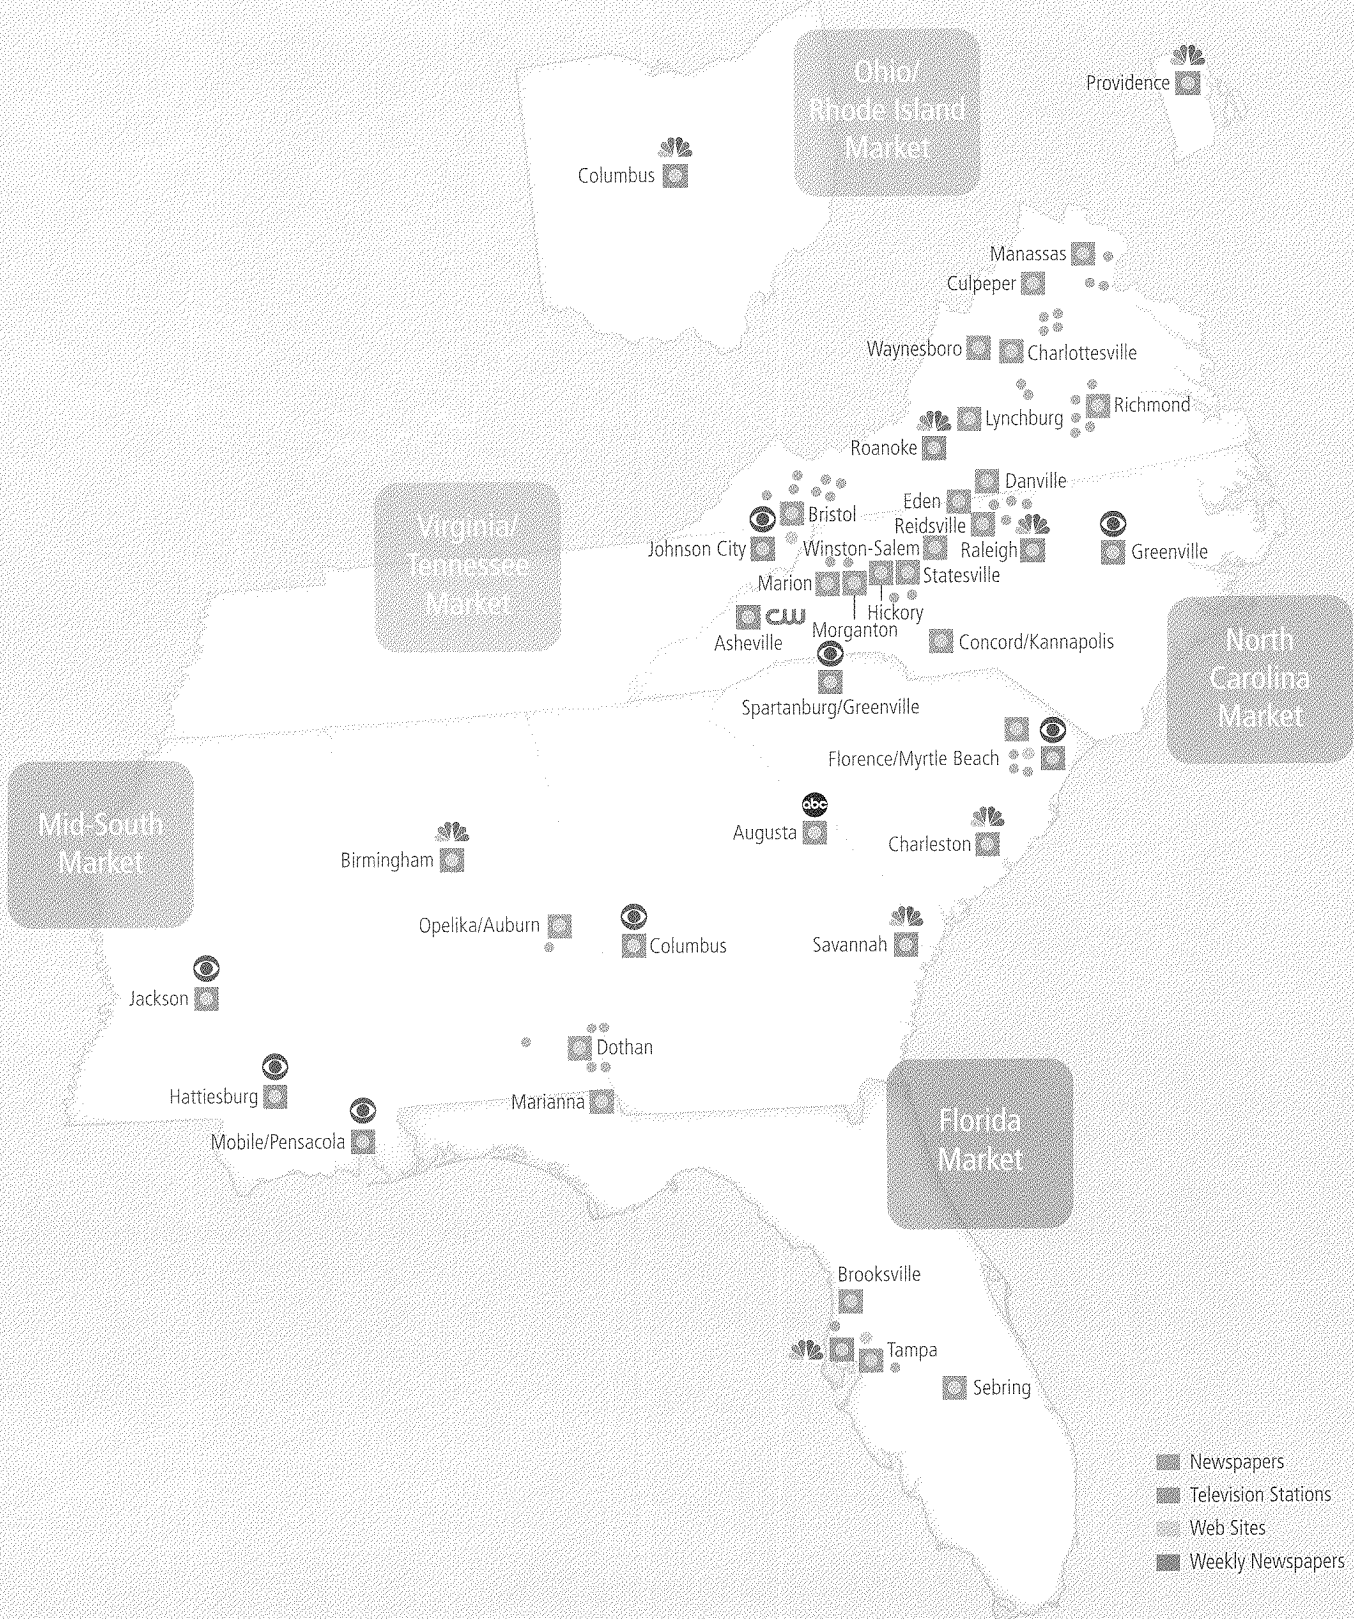 Ohio/
Rhode Island
Market
Providence
Columbus
Manassas
Culpeper
Waynesboro
Charlottesville
Richmond
Lynchburg
Roanoke
Danville
Eden
Bristol
Reidsville
Johnson City
Winston-Salem
Raleigh
Greenville
Virginia/
Tennessee
Market
Marion
Statesville
Hickory
Morganton
CW
Asheville
Concord/Kannapolis
North
Carolina
Market
Spartanburg/Greenville
Florence/Myrtle Beach
Mid-South
Market
abc
Augusta
Charleston
Birmingham
Opelika/Auburn
Columbus
Savannah
Jackson
Dothan
Hattiesburg
Marianna
Mobile/Pensacola
Florida
Market
Brooksville
Tampa
Sebring
Newspapers
Television Stations
Web Sites
Weekly Newspapers